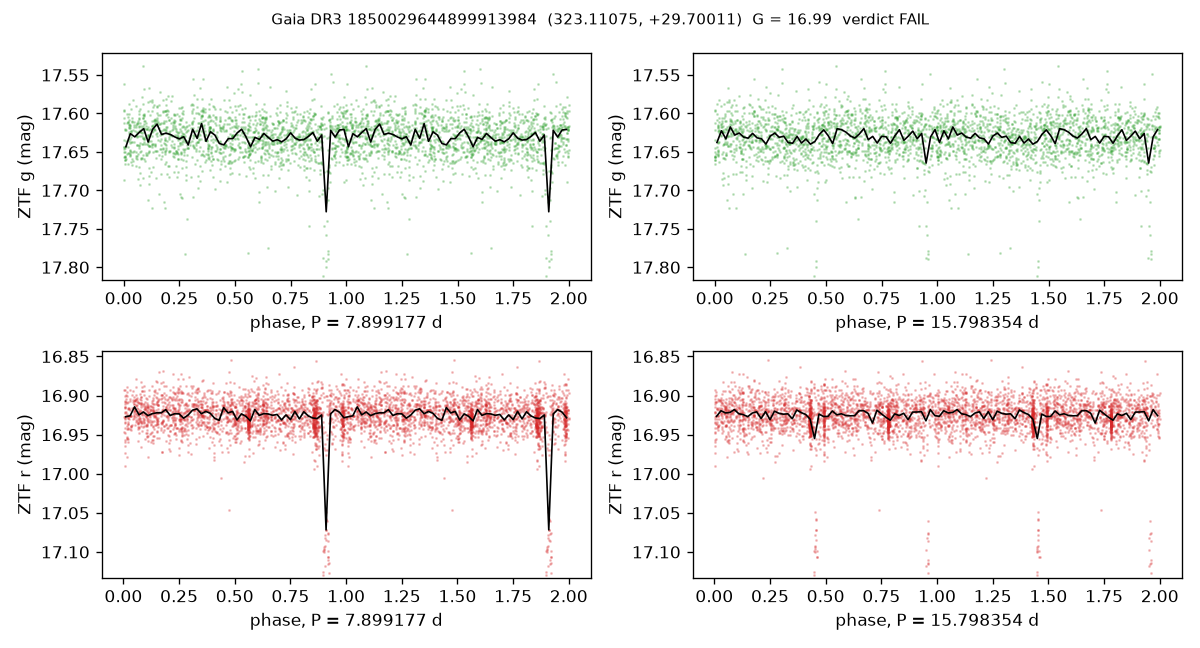 Gaia DR3 1850029644899913984 (323.11075, +29.70011) G = 16.99 verdict FAIL
ZTF g (mag)
17.55
17.60
17.65
17.70
17.75
17.80
0.00 0.25 0.50 0.75 1.00 1.25 1.50 1.75 2.00
phase, P = 7.899177 d
ZTF g (mag)
17.55
17.60
17.65
17.70
17.75
17.80
0.00 0.25 0.50 0.75 1.00 1.25 1.50 1.75 2.00
phase, P = 15.798354 d
ZTF r (mag)
16.85
16.90
16.95
17.00
17.05
17.10
0.00 0.25 0.50 0.75 1.00 1.25 1.50 1.75 2.00
phase, P = 7.899177 d
ZTF r (mag)
16.85
16.90
16.95
17.00
17.05
17.10
0.00 0.25 0.50 0.75 1.00 1.25 1.50 1.75 2.00
phase, P = 15.798354 d